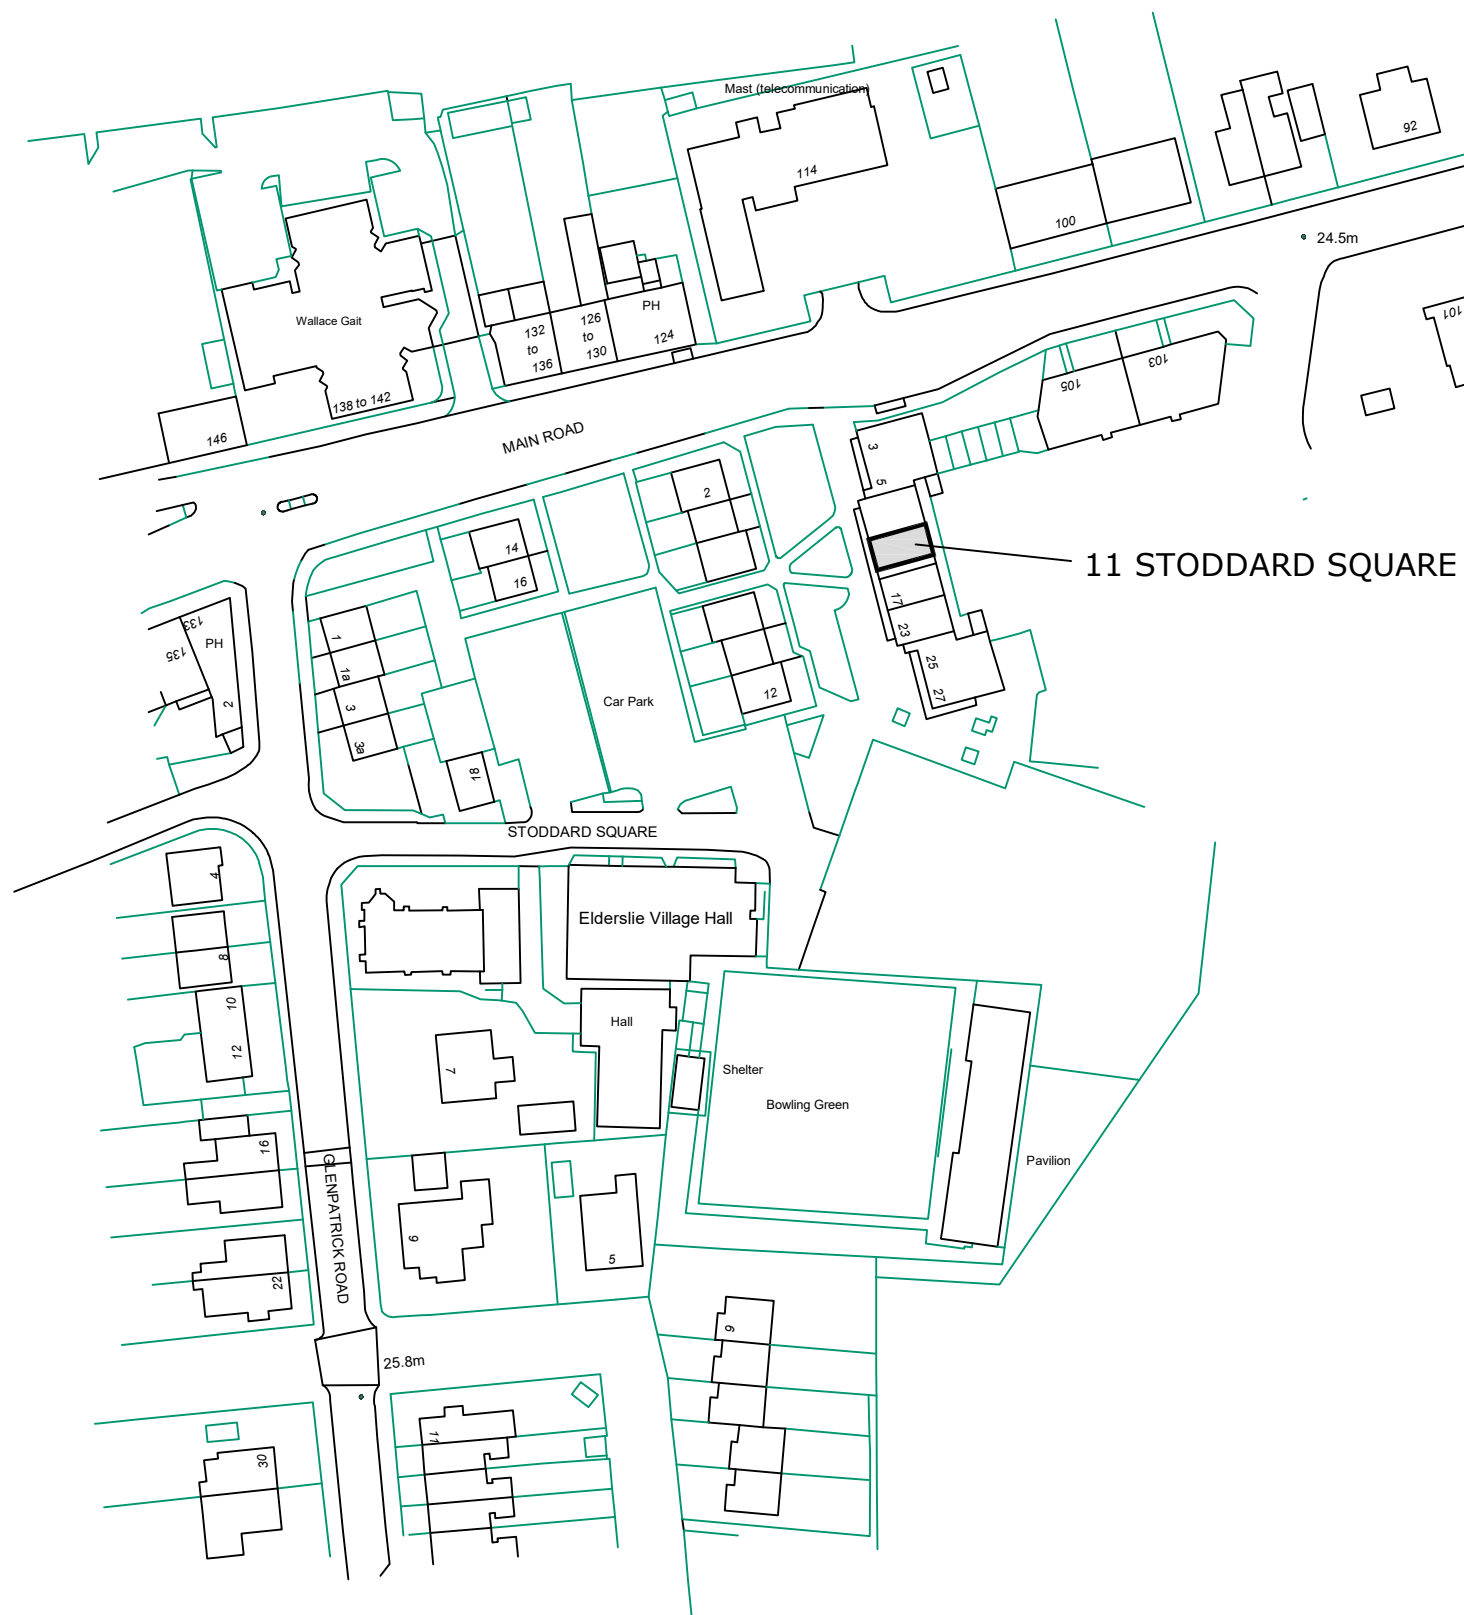 Mast (telecommunication)
92
114
100
24.5m
Wallace Gait
PH
132
to
136
126
to
130
124
101
103
105
138 to 142
146
MAIN ROAD
3
5
2
14
16
11 STODDARD SQUARE
17
23
25
27
133
135
PH
2
1
1a
3
3a
12
Car Park
18
STODDARD SQUARE
4
8
10
12
Elderslie Village Hall
Hall
7
Shelter
Bowling Green
Pavilion
16
GLENPATRICK ROAD
6
5
22
9
25.8m
11
30